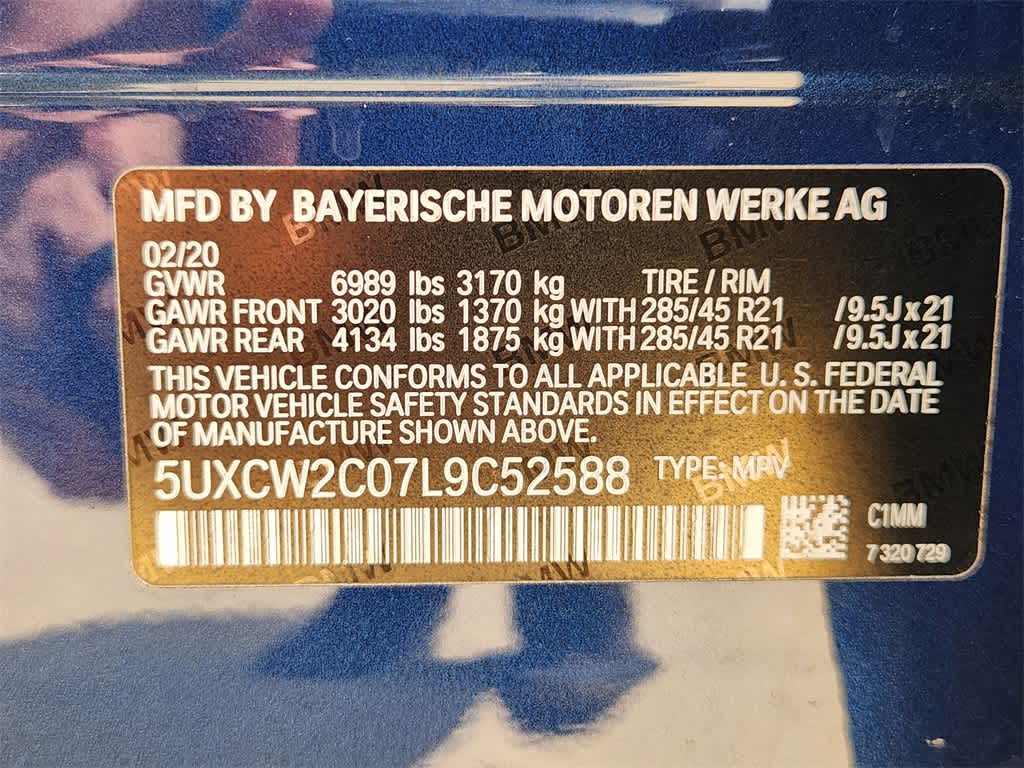 MFD BY BAYERISCHE MOTOREN WERKE AG
02/20
GVWR 6989 lbs 3170 kg TIRE / RIM
GAWR FRONT 3020 lbs 1370 kg WITH 285/45 R21 /9.5J x 21
GAWR REAR 4134 lbs 1875 kg WITH 285/45 R21 /9.5J x 21
THIS VEHICLE CONFORMS TO ALL APPLICABLE U. S. FEDERAL
MOTOR VEHICLE SAFETY STANDARDS IN EFFECT ON THE DATE
OF MANUFACTURE SHOWN ABOVE.
5UXCW2C07L9C52588 TYPE: MPV
C1MM
7 320 729